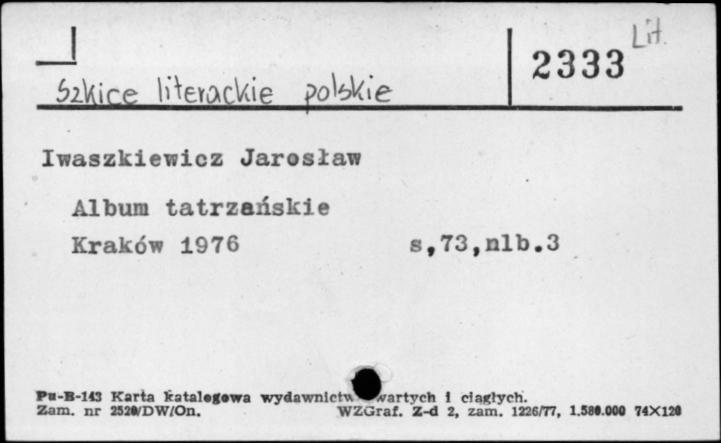 Lit.
2333
Szkice literackie polskie
Iwaszkiewicz Jarosław
Album tatrzańskie
Kraków 1976 s,73,nlb.3
Pu-B-143 Karta katalogowa wydawnictw zwartych i ciągłych.
Zam. nr 2520/DW/On. WZGraf. Z-d 2, zam. 1226/77, 1.580.000 74X120